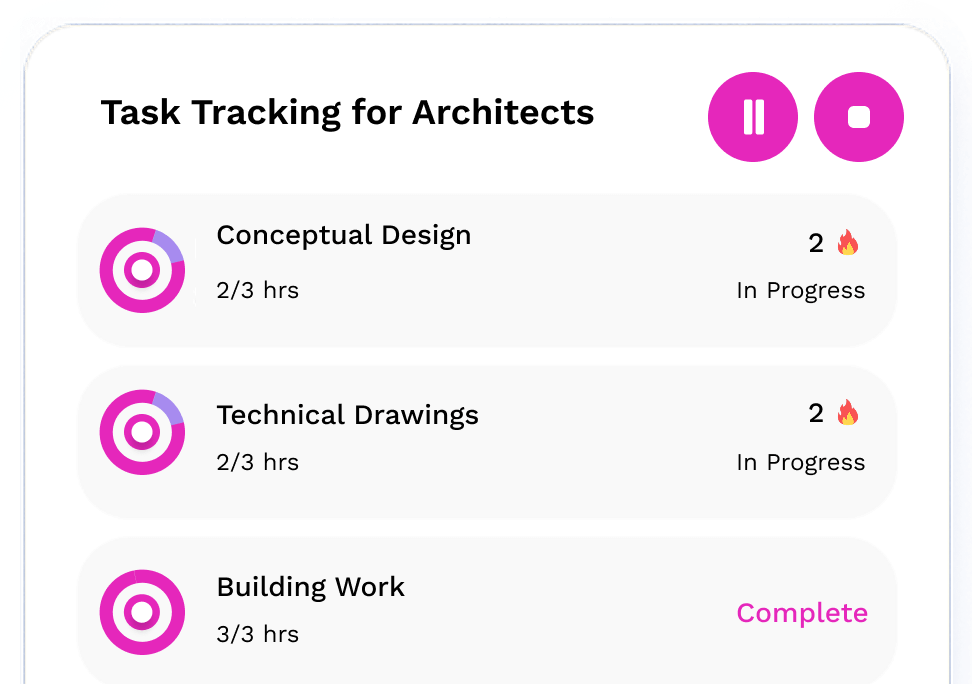 Task Tracking for Architects
Conceptual Design
2 🔥
2/3 hrs
In Progress
Technical Drawings
2 🔥
2/3 hrs
In Progress
Building Work
Complete
3/3 hrs